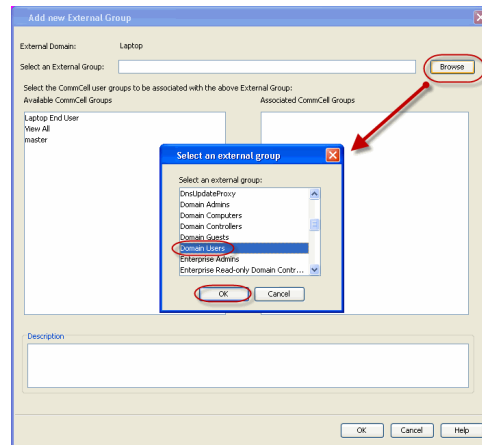 Add new External Group
External Domain: Laptop
Select an External Group: Browse
Select the CommCell user groups to be associated with the above External Group:
Available CommCell Groups Associated CommCell Groups
Laptop End User
View All
master
Select an external group
Select an external group:
DnsUpdateProxy
Domain Admins
Domain Computers
Domain Controllers
Domain Guests
Domain Users
Enterprise Admins
Enterprise Read-only Domain Contr...
OK Cancel
Description
OK Cancel Help